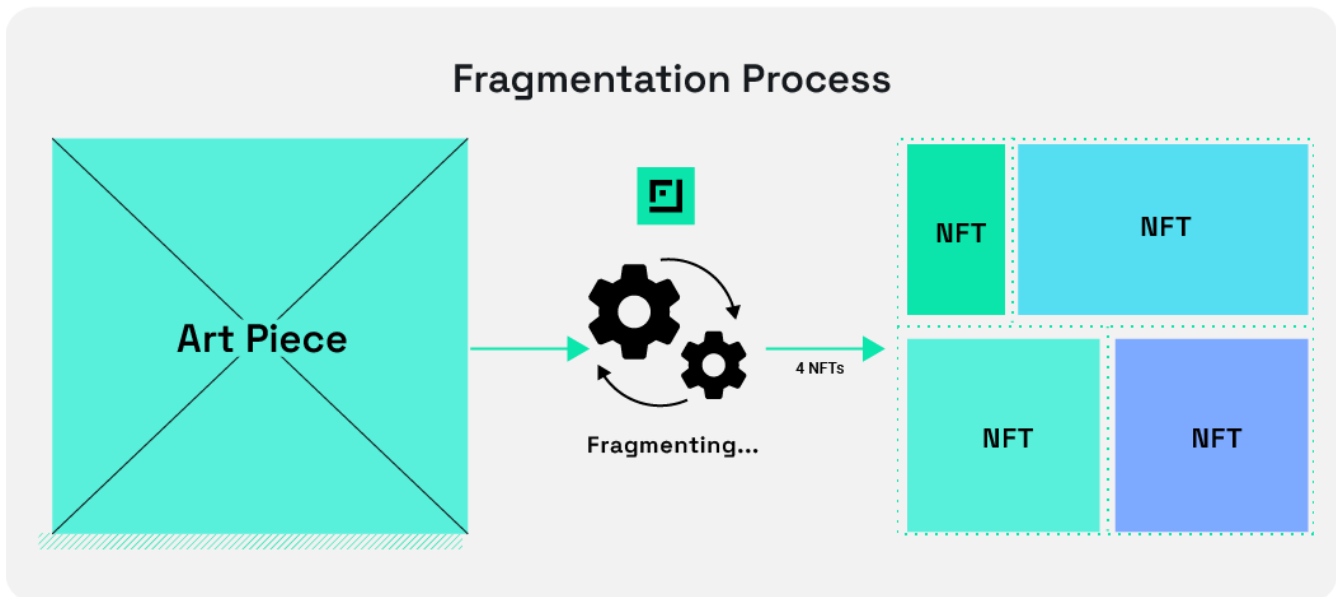 Fragmentation Process
Art Piece
Fragmenting...
4 NFTs
NFT
NFT
NFT
NFT